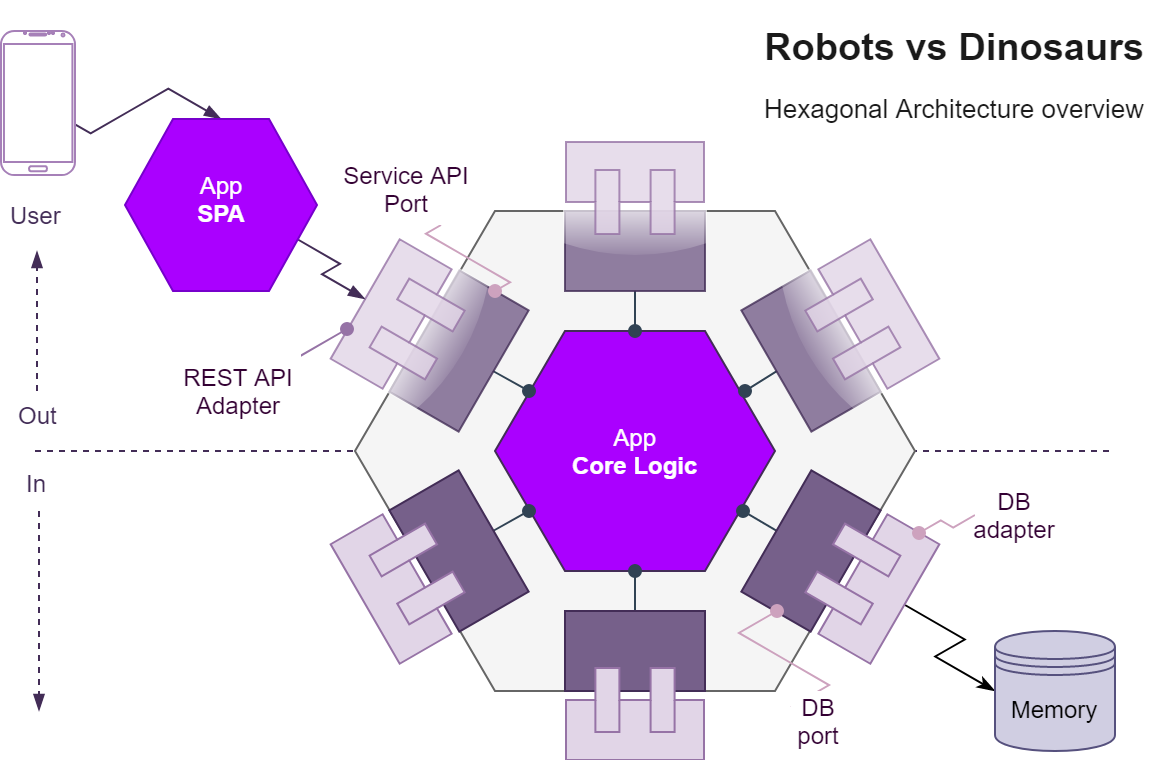 Robots vs Dinosaurs
Hexagonal Architecture overview
App
SPA
Service API
Port
User
REST API
Adapter
Out
In
App
Core Logic
DB
adapter
DB
port
Memory